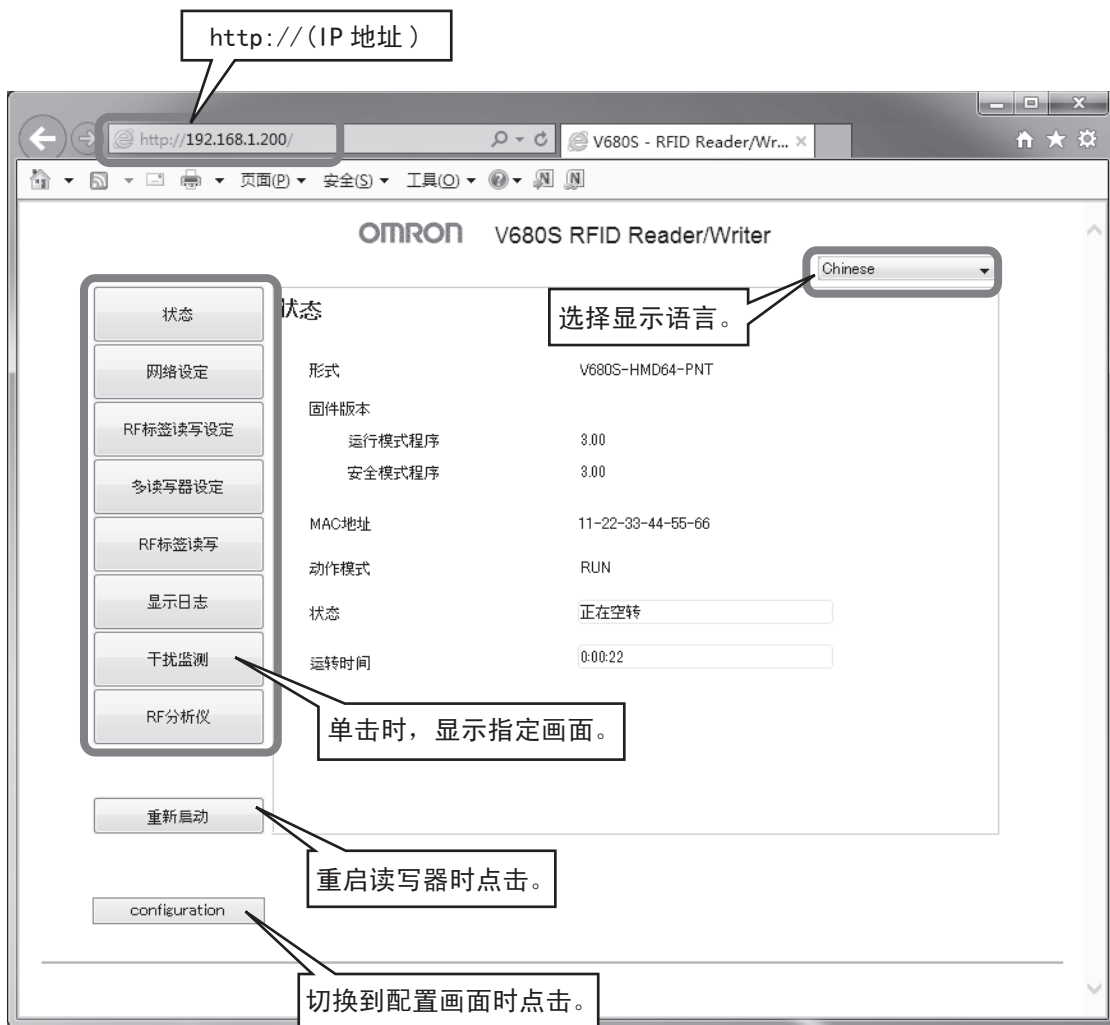 http://(IP 地址)
http://192.168.1.200/
V680S - RFID Reader/Wr...
页面(P) 安全(S) 工具(O)
OMRON V680S RFID Reader/Writer
Chinese
选择显示语言。
状态
网络设定
RF标签读写设定
多读写器设定
RF标签读写
显示日志
干扰监测
RF分析仪
状态
形式 V680S-HMD64-PNT
固件版本
运行模式程序 3.00
安全模式程序 3.00
MAC地址 11-22-33-44-55-66
动作模式 RUN
状态 正在空转
运转时间 0:00:22
单击时，显示指定画面。
重新启动
重启读写器时点击。
configuration
切换到配置画面时点击。